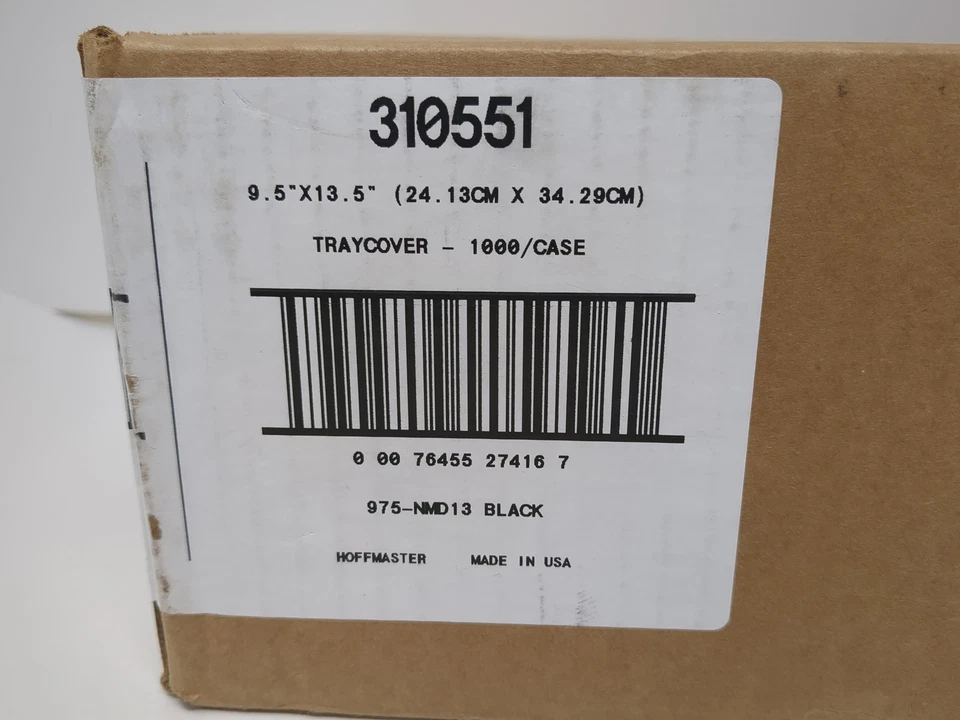 310551
9.5"X13.5" (24.13CM X 34.29CM)
TRAYCOVER - 1000/CASE
0 00 76455 27416 7
975-NMD13 BLACK
HOFFMASTER MADE IN USA